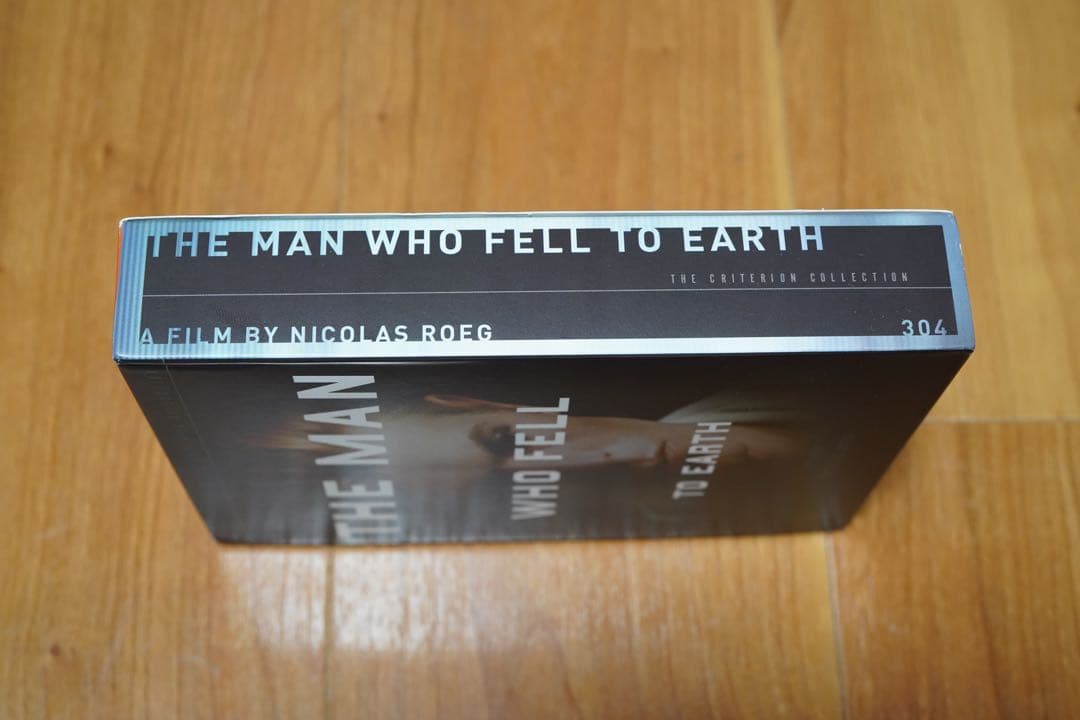 THE MAN WHO FELL TO EARTH
THE CRITERION COLLECTION
A FILM BY NICOLAS ROEG
304
THE MAN
WHO FELL
TO EARTH